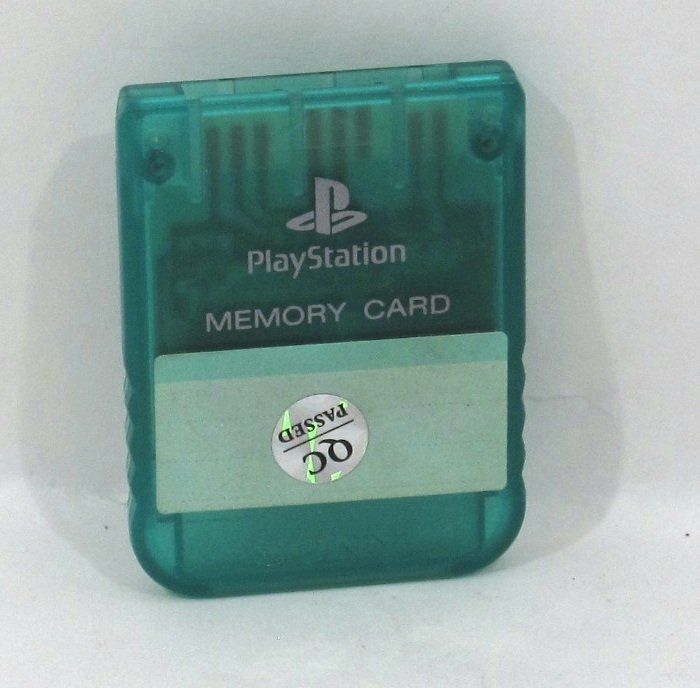 PlayStation
MEMORY CARD
QC
PASSED